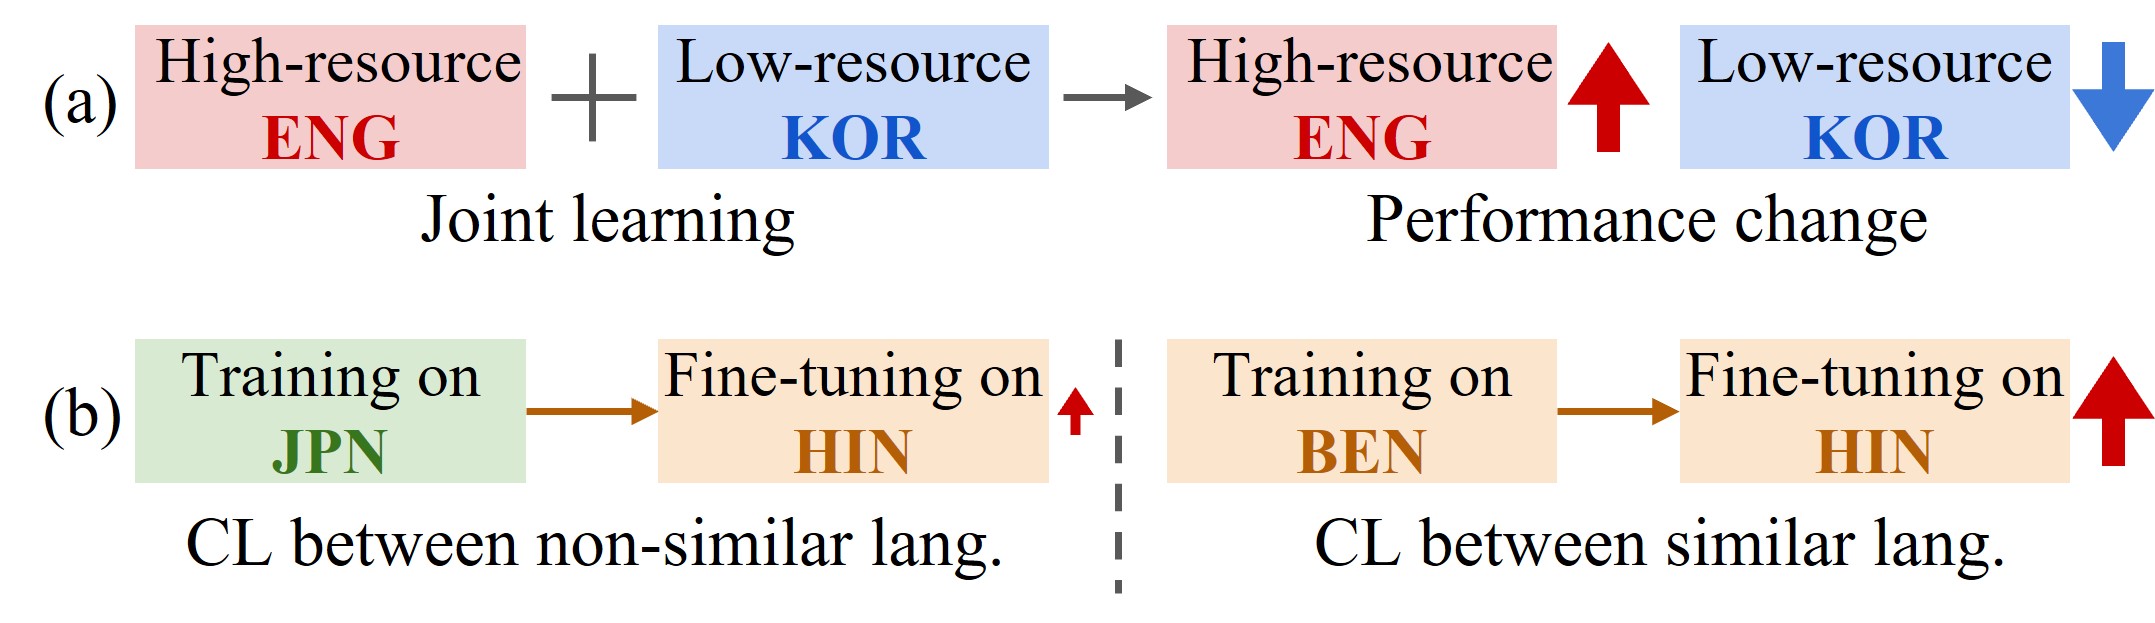 (a)
High-resource
ENG
Low-resource
KOR
High-resource
ENG
Low-resource
KOR
Joint learning
Performance change
(b)
Training on
JPN
Fine-tuning on
HIN
Training on
BEN
Fine-tuning on
HIN
CL between non-similar lang.
CL between similar lang.